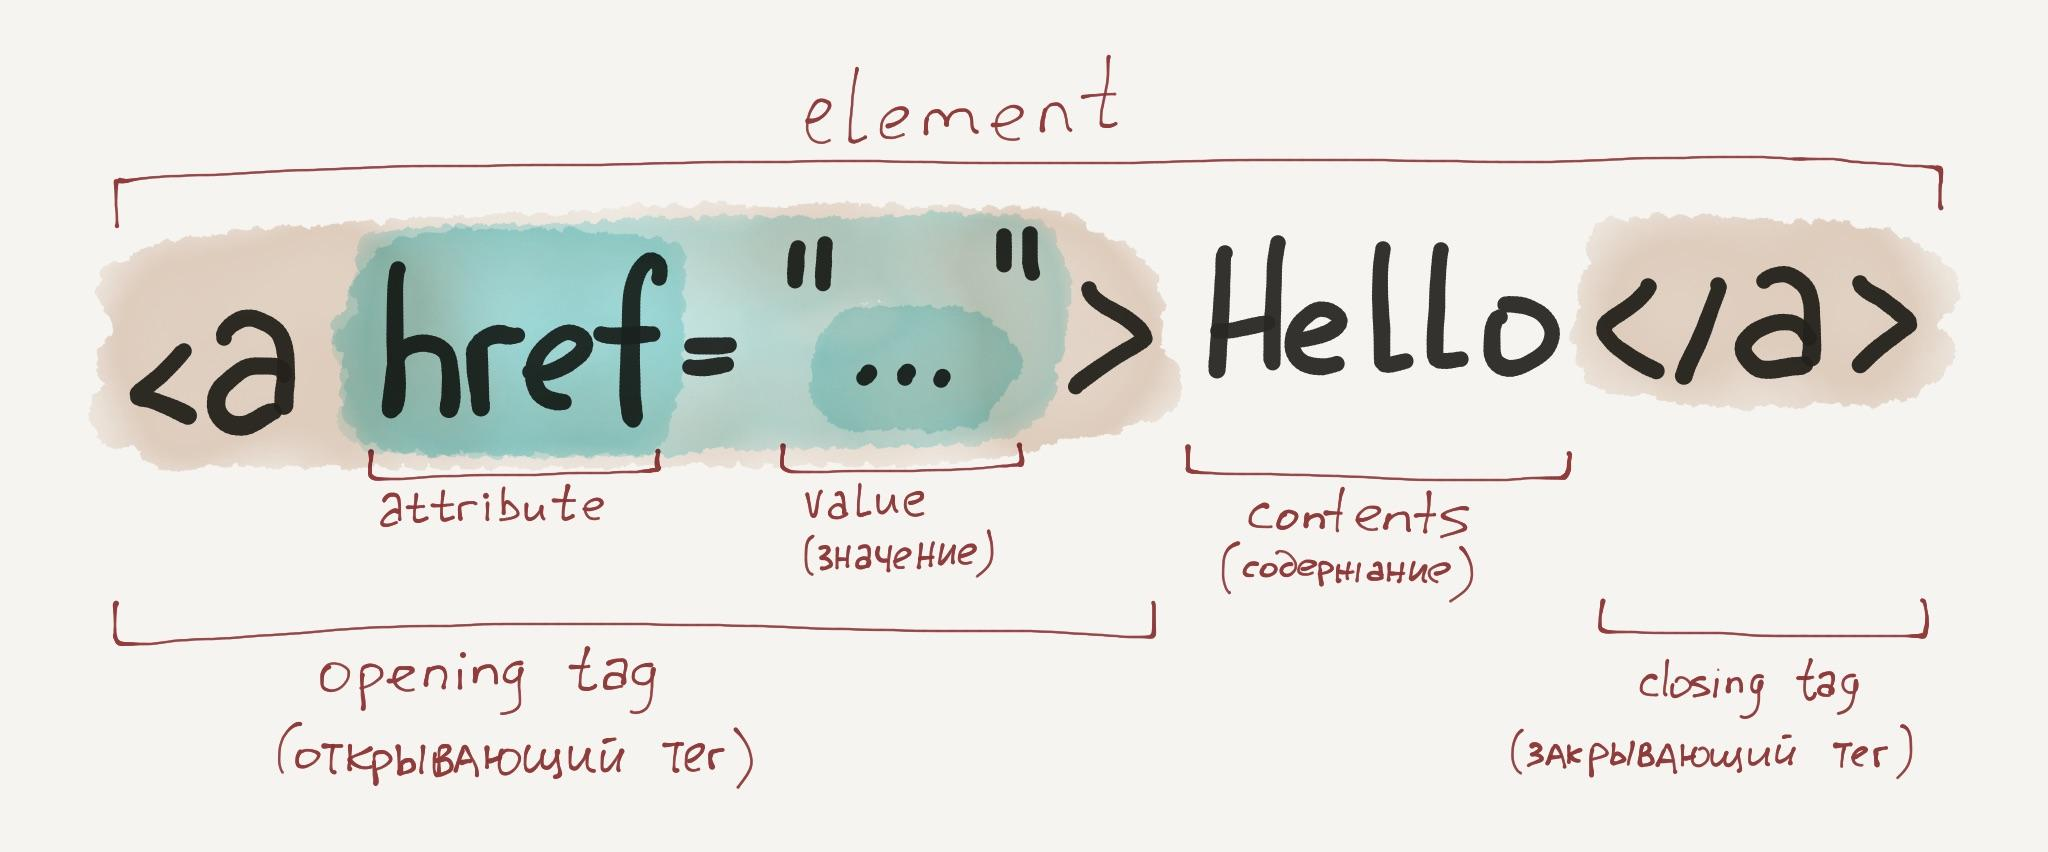 element
<a href="...">Hello</a>
attribute
value
(значение)
contents
(содержание)
opening tag
(открывающий тег)
closing tag
(закрывающий тег)